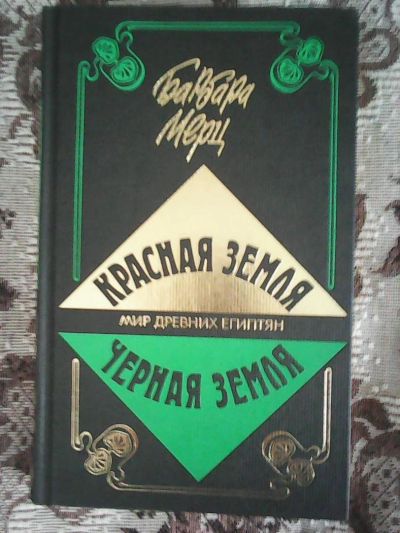 Барбара
Мерц
КРАСНАЯ ЗЕМЛЯ
МИР ДРЕВНИХ ЕГИПТЯН
ЧЕРНАЯ ЗЕМЛЯ